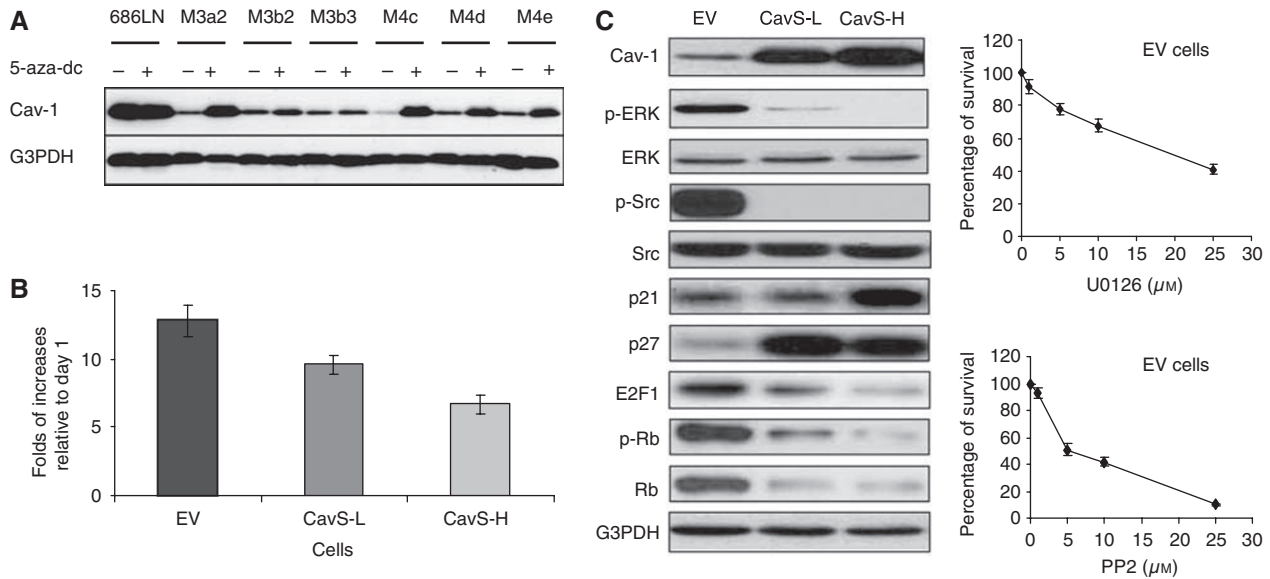 A
686LN M3a2 M3b2 M3b3 M4c M4d M4e
5-aza-dc – + – + – + – + – + – + – +
Cav-1
G3PDH
B
Folds of increases
relative to day 1
15
10
5
0
EV CavS-L CavS-H
Cells
C
EV CavS-L CavS-H
Cav-1
p-ERK
ERK
p-Src
Src
p21
p27
E2F1
p-Rb
Rb
G3PDH
EV cells
Percentage of survival
120
100
80
60
40
20
0
0 5 10 15 20 25 30
U0126 (µM)
EV cells
Percentage of survival
120
100
80
60
40
20
0
0 5 10 15 20 25 30
PP2 (µM)